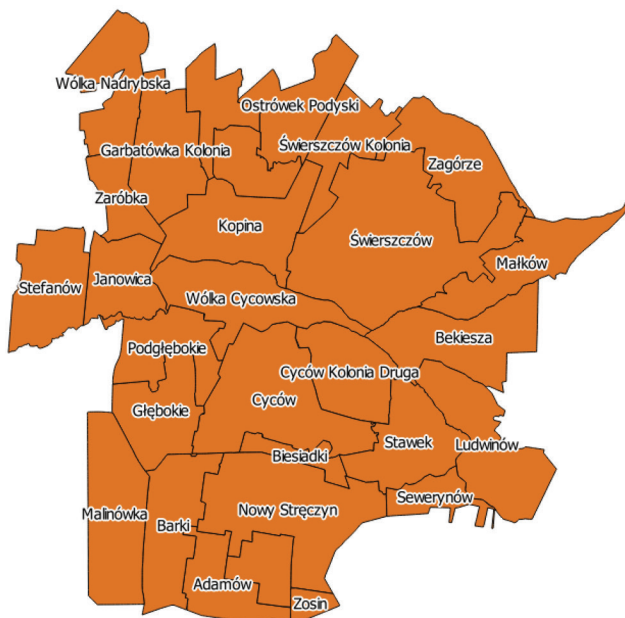 Wólka Nadrybska
Ostrówek Podyski
Garbatówka Kolonia
Świerszczów Kolonia
Zagórze
Zaróbka
Kopina
Świerszczów
Małków
Stefanów
Janowica
Wólka Cycowska
Bekiesza
Podgłębokie
Cyców Kolonia Druga
Cyców
Głębokie
Stawek
Ludwinów
Biesiadki
Sewerynów
Malinówka
Nowy Stręczyn
Barki
Adamów
Zosin